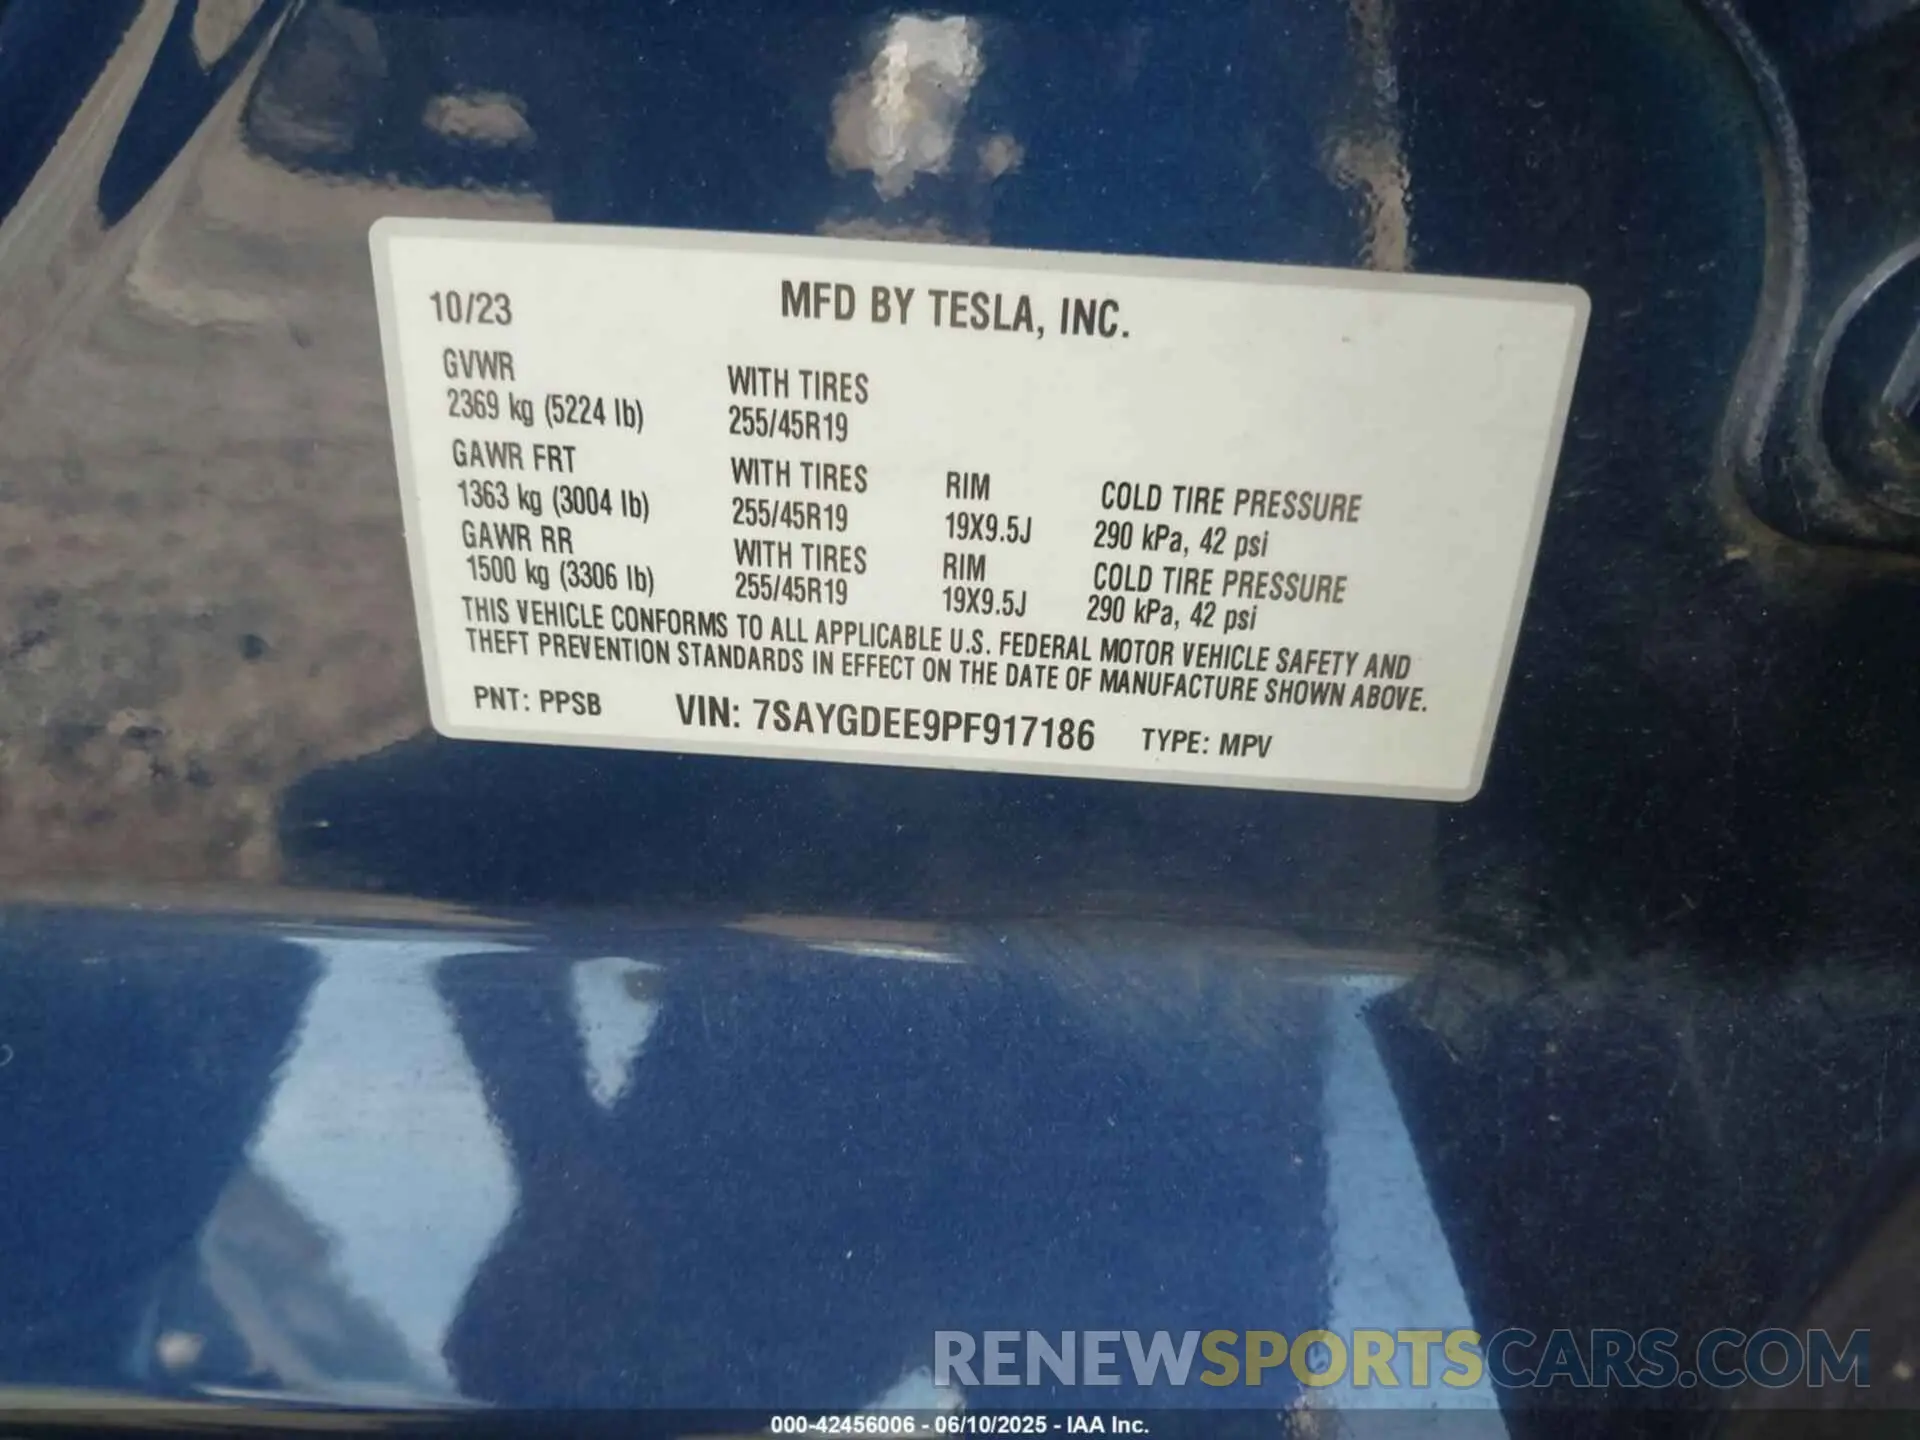 10/23 MFD BY TESLA, INC.
GVWR WITH TIRES
2369 kg (5224 lb) 255/45R19
GAWR FRT WITH TIRES RIM COLD TIRE PRESSURE
1363 kg (3004 lb) 255/45R19 19X9.5J 290 kPa, 42 psi
GAWR RR WITH TIRES RIM COLD TIRE PRESSURE
1500 kg (3306 lb) 255/45R19 19X9.5J 290 kPa, 42 psi
THIS VEHICLE CONFORMS TO ALL APPLICABLE U.S. FEDERAL MOTOR VEHICLE SAFETY AND
THEFT PREVENTION STANDARDS IN EFFECT ON THE DATE OF MANUFACTURE SHOWN ABOVE.
PNT: PPSB VIN: 7SAYGDEE9PF917186 TYPE: MPV
RENEWSPORTSCARS.COM
000-42456006 - 06/10/2025 - IAA Inc.